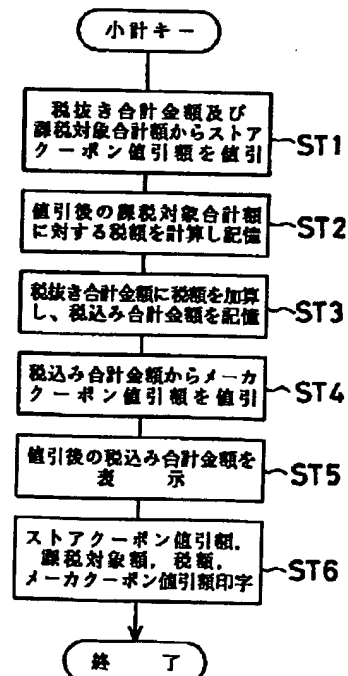 小計キー
税抜き合計金額及び
課税対象合計額からストア
クーポン値引額を値引
ST1
値引後の課税対象合計額
に対する税額を計算し記憶
ST2
税抜き合計金額に税額を加算
し、税込み合計金額を記憶
ST3
税込み合計金額からメーカ
クーポン値引額を値引
ST4
値引後の税込み合計金額を
表示
ST5
ストアクーポン値引額,
課税対象額, 税額,
メーカクーポン値引額印字
ST6
終了